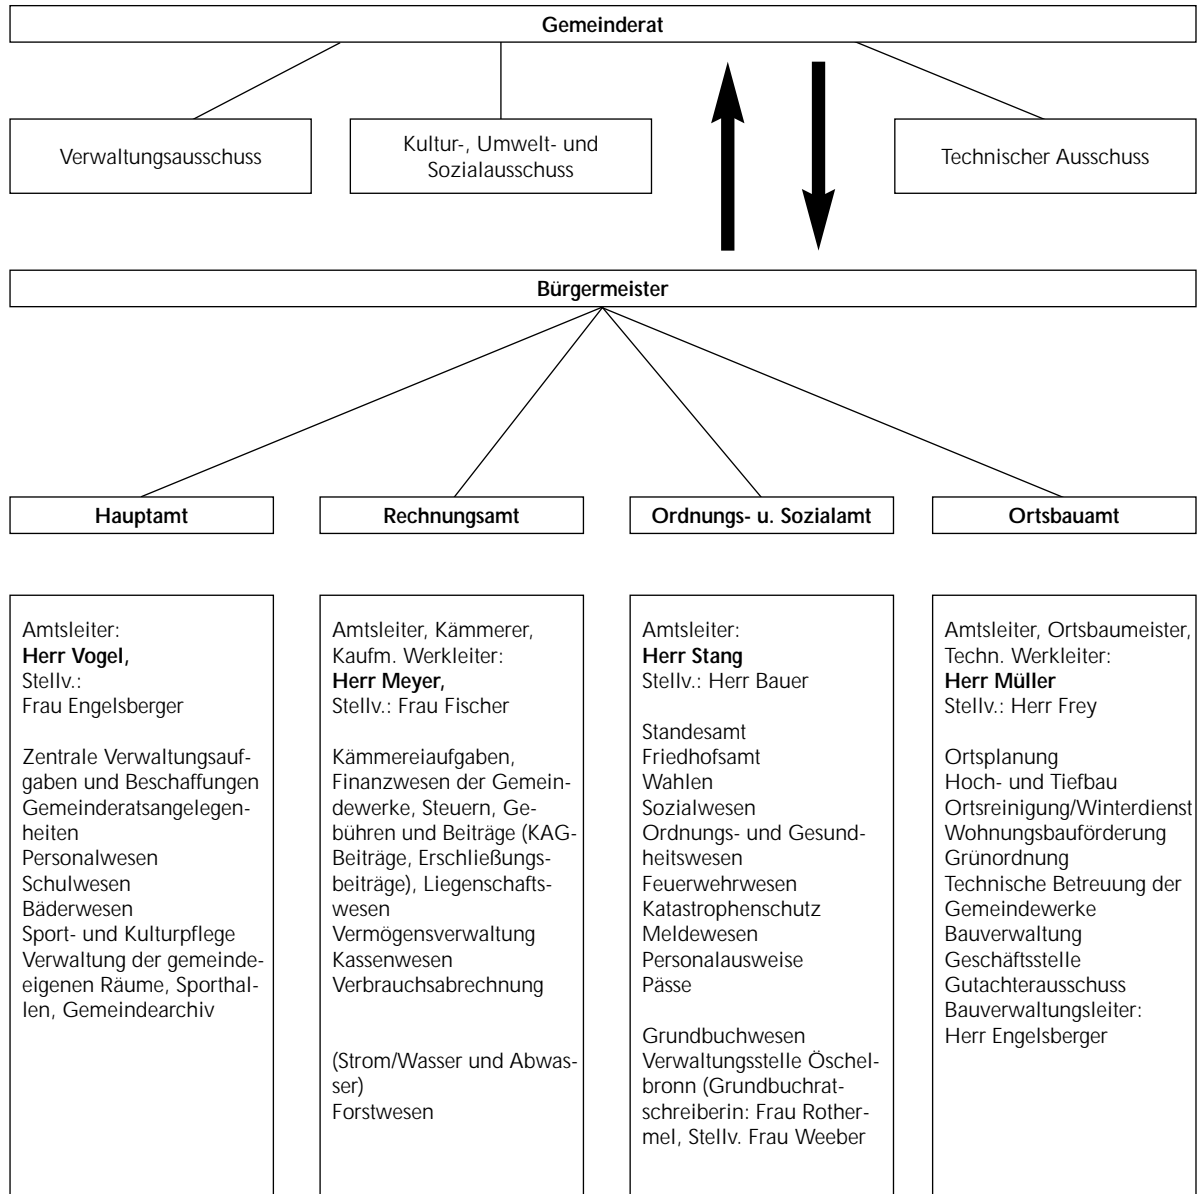 Gemeinderat
Verwaltungsausschuss
Kultur-, Umwelt- und
Sozialausschuss
Technischer Ausschuss
Bürgermeister
Hauptamt
Rechnungsamt
Ordnungs- u. Sozialamt
Ortsbauamt
Amtsleiter:
Herr Vogel,
Stellv.:
Frau Engelsberger
Zentrale Verwaltungsauf-
gaben und Beschaffungen
Gemeinderatsangelegen-
heiten
Personalwesen
Schulwesen
Bäderwesen
Sport- und Kulturpflege
Verwaltung der gemeinde-
eigenen Räume, Sporthal-
len, Gemeindearchiv
Amtsleiter, Kämmerer,
Kaufm. Werkleiter:
Herr Meyer,
Stellv.: Frau Fischer
Kämmereiaufgaben,
Finanzwesen der Gemein-
dewerke, Steuern, Ge-
bühren und Beiträge (KAG-
Beiträge, Erschließungs-
beiträge), Liegenschafts-
wesen
Vermögensverwaltung
Kassenwesen
Verbrauchsabrechnung
(Strom/Wasser und Abwas-
ser)
Forstwesen
Amtsleiter:
Herr Stang
Stellv.: Herr Bauer
Standesamt
Friedhofsamt
Wahlen
Sozialwesen
Ordnungs- und Gesund-
heitswesen
Feuerwehrwesen
Katastrophenschutz
Meldewesen
Personalausweise
Pässe
Grundbuchwesen
Verwaltungsstelle Öschel-
bronn (Grundbuchrat-
schreiberin: Frau Rother-
mel, Stellv. Frau Weeber
Amtsleiter, Ortsbaumeister,
Techn. Werkleiter:
Herr Müller
Stellv.: Herr Frey
Ortsplanung
Hoch- und Tiefbau
Ortsreinigung/Winterdienst
Wohnungsbauförderung
Grünordnung
Technische Betreuung der
Gemeindewerke
Bauverwaltung
Geschäftsstelle
Gutachterausschuss
Bauverwaltungsleiter:
Herr Engelsberger